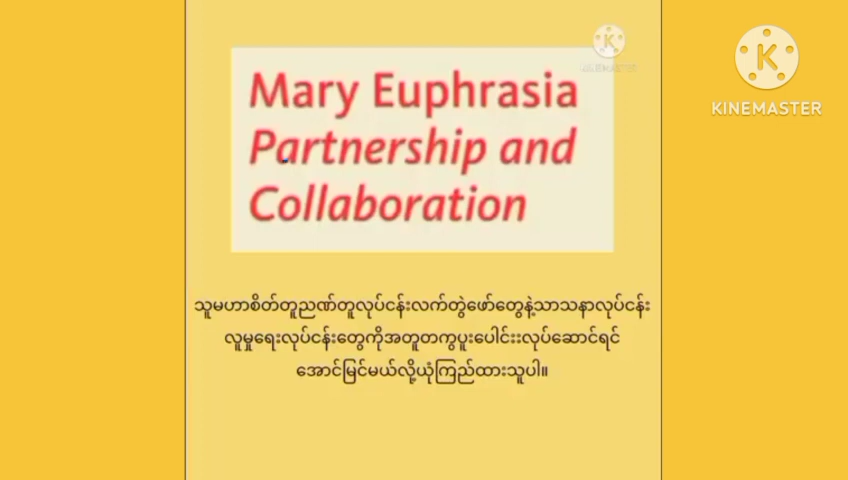 Mary Euphrasia
Partnership and
Collaboration
သူမဟာစိတ်တူညဏ်တူလုပ်ငန်းလက်တွဲဖော်တွေနဲ့သာသနာလုပ်ငန်း
လူမှုရေးလုပ်ငန်းတွေကိုအတူတကွပူးပေါင်းးလုပ်ဆောင်ရင်
အောင်မြင်မယ်လို့ယုံကြည်ထားသူပါ။
KINEMASTER
KINEMASTER